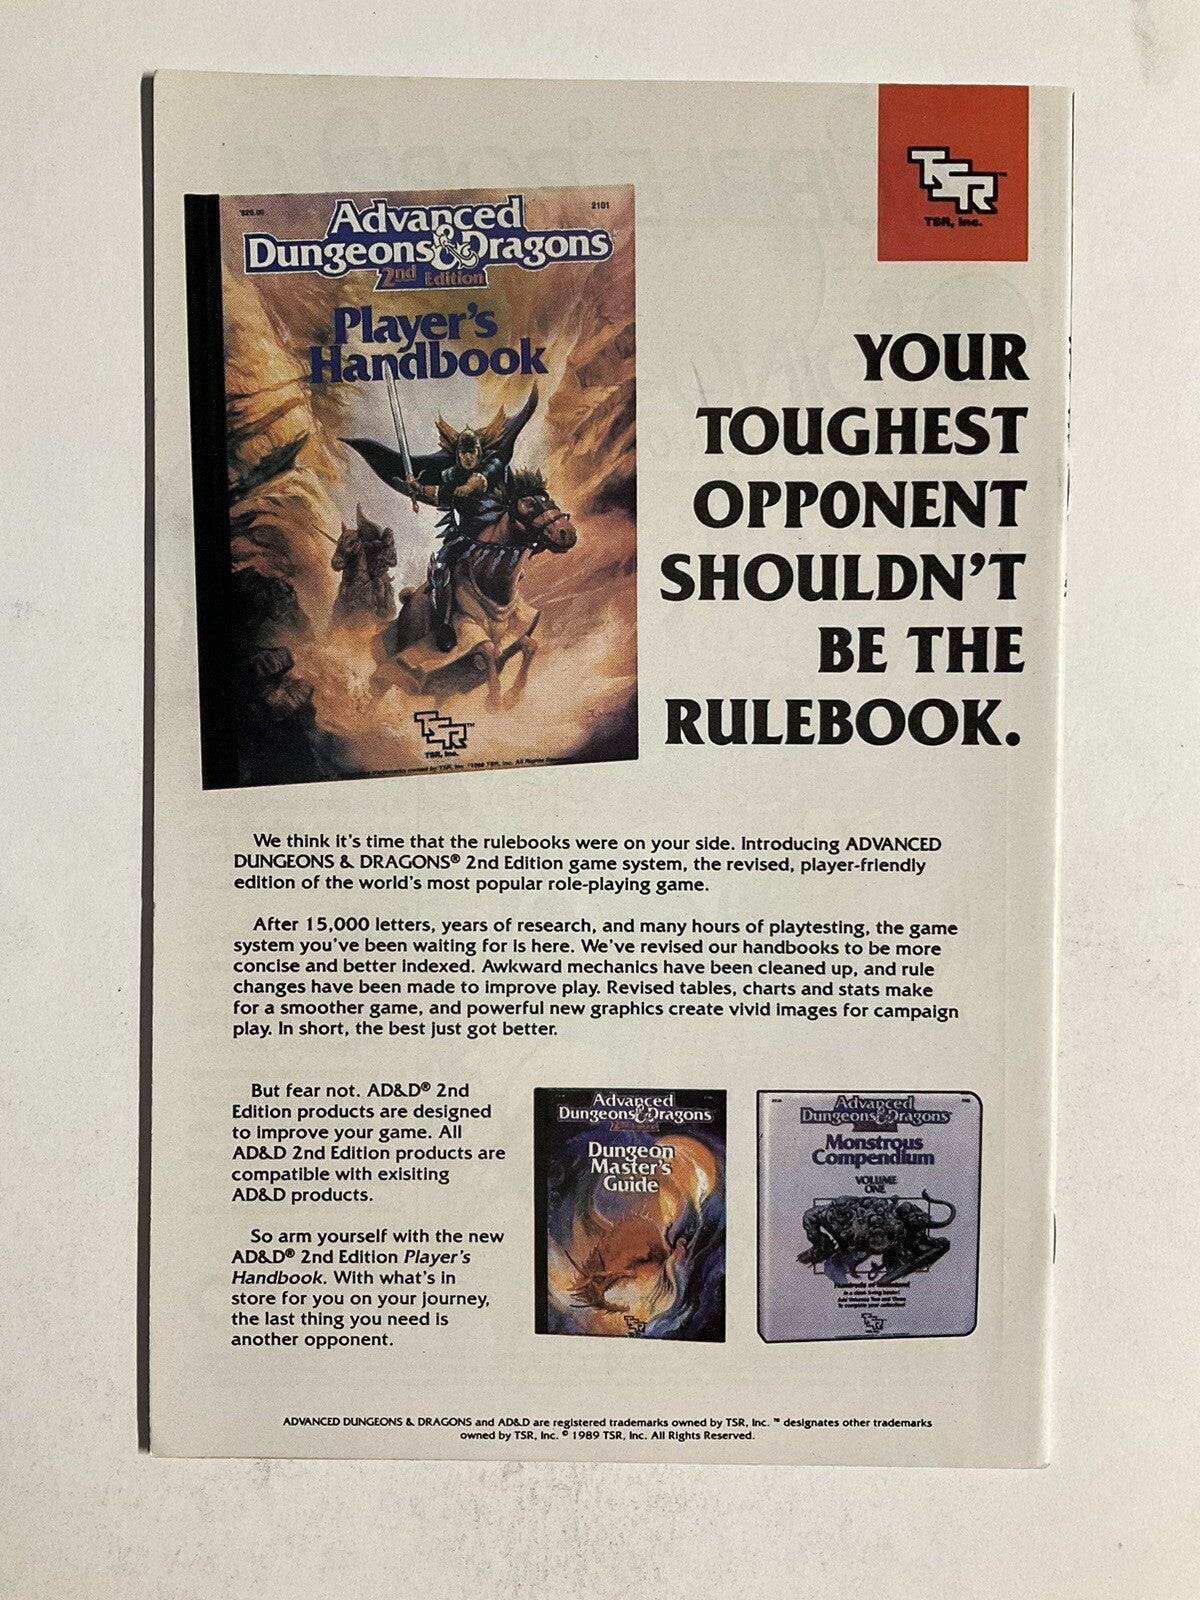 TSR™
TSR, Inc.
$20.00
2101
Advanced
Dungeons & Dragons
2nd Edition
Player's
Handbook
TSR™
TSR, Inc.
YOUR
TOUGHEST
OPPONENT
SHOULDN'T
BE THE
RULEBOOK.
We think it's time that the rulebooks were on your side. Introducing ADVANCED
DUNGEONS & DRAGONS® 2nd Edition game system, the revised, player-friendly
edition of the world's most popular role-playing game.
After 15,000 letters, years of research, and many hours of playtesting, the game
system you've been waiting for is here. We've revised our handbooks to be more
concise and better indexed. Awkward mechanics have been cleaned up, and rule
changes have been made to improve play. Revised tables, charts and stats make
for a smoother game, and powerful new graphics create vivid images for campaign
play. In short, the best just got better.
But fear not. AD&D® 2nd
Edition products are designed
to improve your game. All
AD&D 2nd Edition products are
compatible with exisiting
AD&D products.
So arm yourself with the new
AD&D® 2nd Edition Player's
Handbook. With what's in
store for you on your journey,
the last thing you need is
another opponent.
Advanced
Dungeons & Dragons
2nd Edition
Dungeon
Master's
Guide
TSR
Advanced
Dungeons & Dragons
Monstrous
Compendium
VOLUME
ONE
TSR
ADVANCED DUNGEONS & DRAGONS and AD&D are registered trademarks owned by TSR, Inc. ™ designates other trademarks
owned by TSR, Inc. © 1989 TSR, Inc. All Rights Reserved.